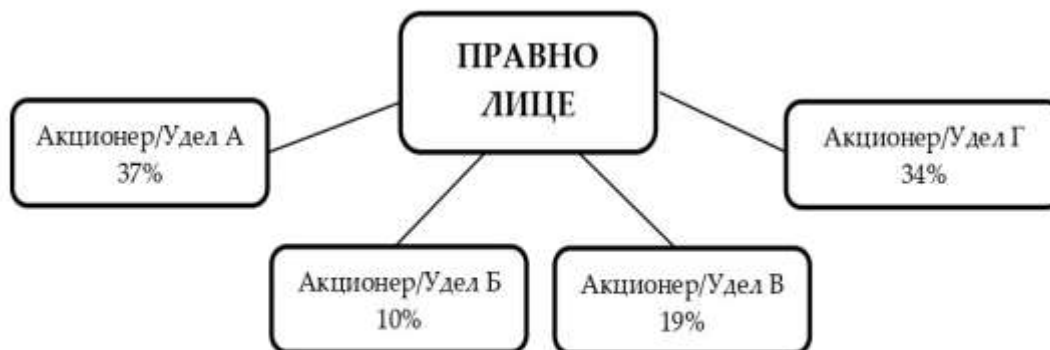 ПРАВНО
ЛИЦЕ
Акционер/Удел А
37%
Акционер/Удел Г
34%
Акционер/Удел Б
10%
Акционер/Удел В
19%